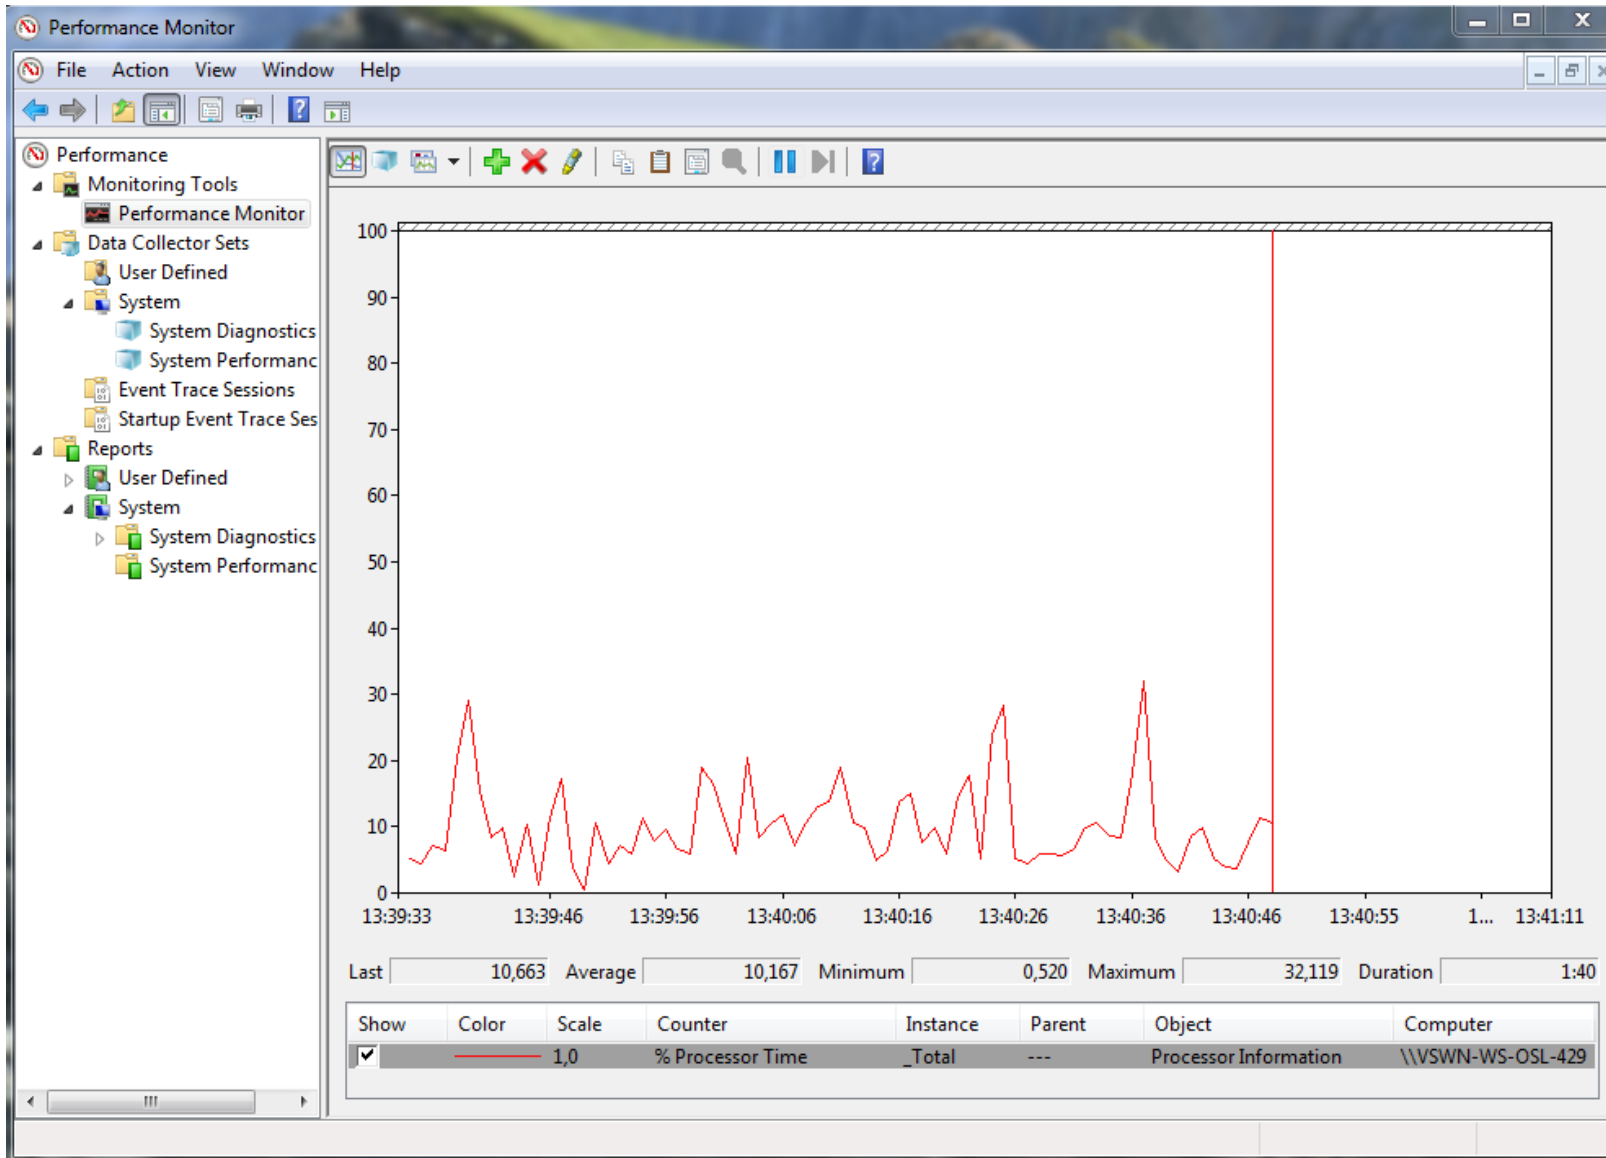 Performance Monitor
File Action View Window Help
Performance
Monitoring Tools
Performance Monitor
Data Collector Sets
User Defined
System
System Diagnostics
System Performanc
Event Trace Sessions
Startup Event Trace Ses
Reports
User Defined
System
System Diagnostics
System Performanc
100
90
80
70
60
50
40
30
20
10
0
13:39:33 13:39:46 13:39:56 13:40:06 13:40:16 13:40:26 13:40:36 13:40:46 13:40:55 1... 13:41:11
Last 10,663 Average 10,167 Minimum 0,520 Maximum 32,119 Duration 1:40
Show Color Scale Counter Instance Parent Object Computer
1,0 % Processor Time _Total --- Processor Information \\VSWN-WS-OSL-429